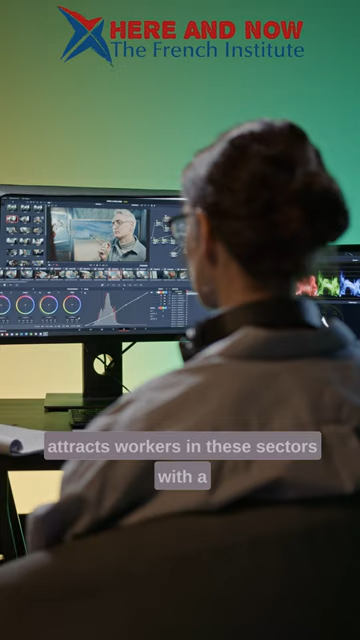 HERE AND NOW
The French Institute
attracts workers in these sectors
with a